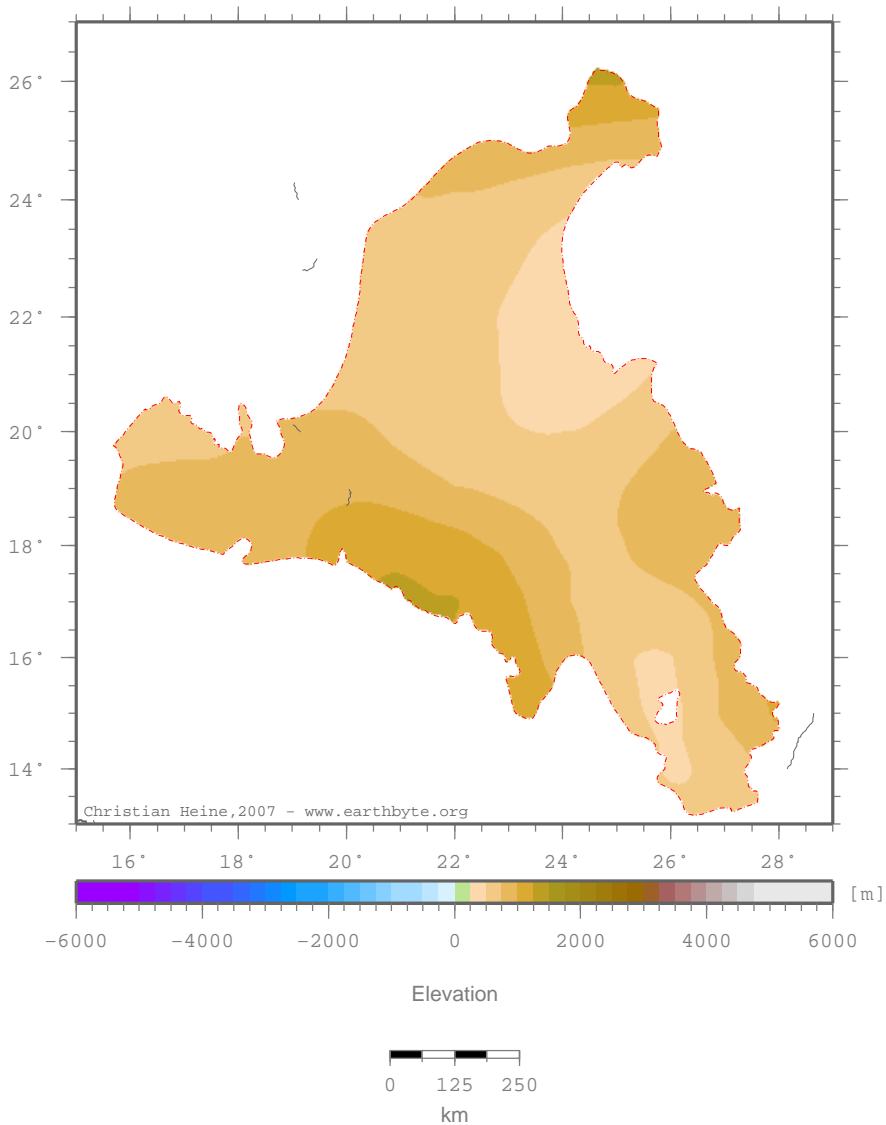 26°
24°
22°
20°
18°
16°
14°
Christian Heine,2007 - www.earthbyte.org
16° 18° 20° 22° 24° 26° 28°
[m]
-6000 -4000 -2000 0 2000 4000 6000
Elevation
0 125 250
km